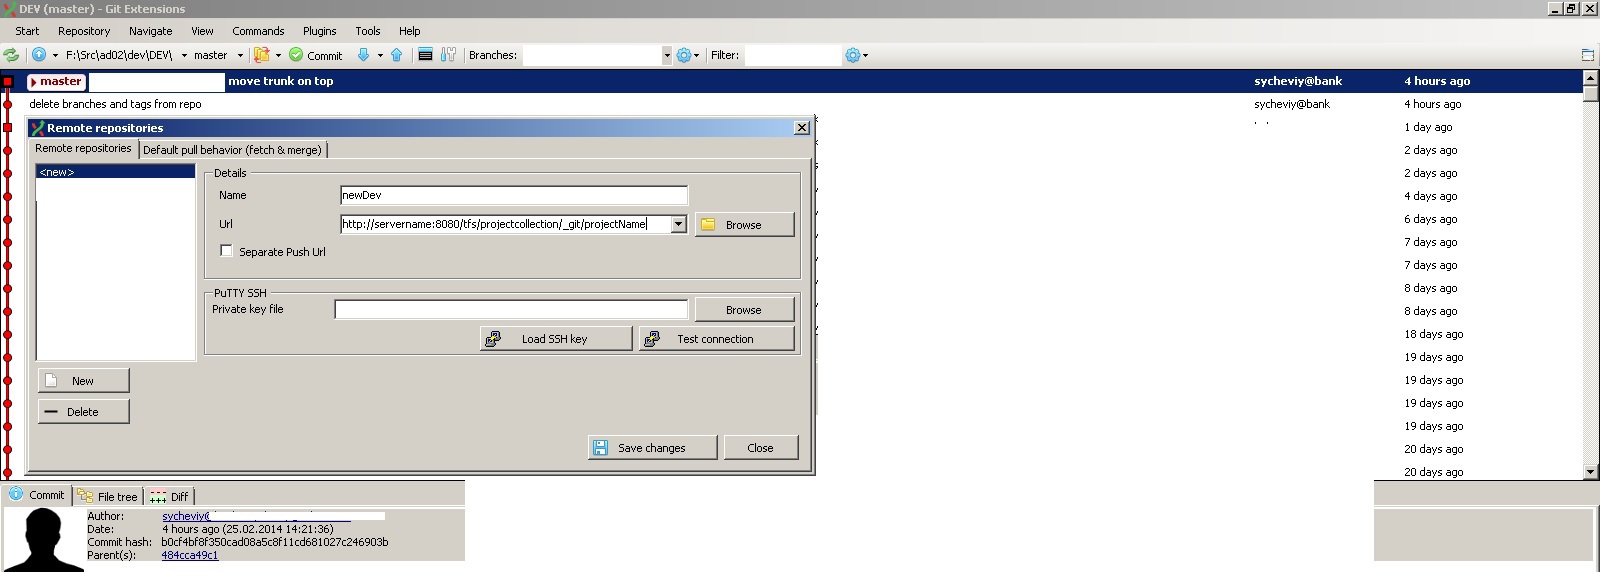 DEV (master) - Git Extensions
Start Repository Navigate View Commands Plugins Tools Help
F:\Src\ad02\dev\DEV\ master Commit Branches: Filter:
master move trunk on top sycheviy@bank 4 hours ago
delete branches and tags from repo sycheviy@bank 4 hours ago
1 day ago
2 days ago
2 days ago
4 days ago
6 days ago
7 days ago
7 days ago
8 days ago
8 days ago
18 days ago
19 days ago
19 days ago
19 days ago
19 days ago
20 days ago
20 days ago
Remote repositories
Remote repositories Default pull behavior (fetch & merge)
<new>
Details
Name newDev
Url http://servername:8080/tfs/projectcollection/_git/projectName Browse
Separate Push Url
PuTTY SSH
Private key file Browse
Load SSH key Test connection
New
Delete
Save changes Close
Commit File tree Diff
Author: sycheviy@
Date: 4 hours ago (25.02.2014 14:21:36)
Commit hash: b0cf4bf8f350cad08a5c8f11cd681027c246903b
Parent(s): 484cca49c1